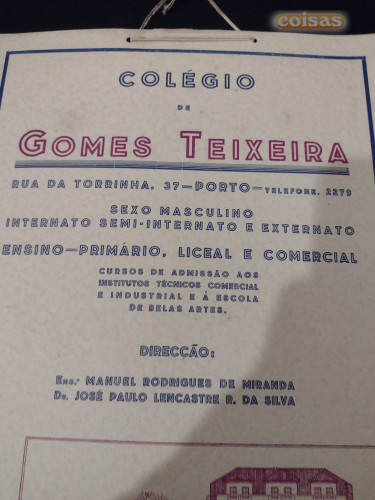 coisas
COLÉGIO
DE
GOMES TEIXEIRA
RUA DA TORRINHA, 37—PORTO—TELEFONE, 2279
SEXO MASCULINO
INTERNATO SEMI-INTERNATO E EXTERNATO
ENSINO—PRIMÁRIO, LICEAL E COMERCIAL
CURSOS DE ADMISSÃO AOS
INSTITUTOS TÉCNICOS COMERCIAL
E INDUSTRIAL E Á ESCOLA
DE BELAS ARTES.
DIRECÇÃO:
ENG.º MANUEL RODRIGUES DE MIRANDA
DR. JOSÉ PAULO LENCASTRE R. DA SILVA